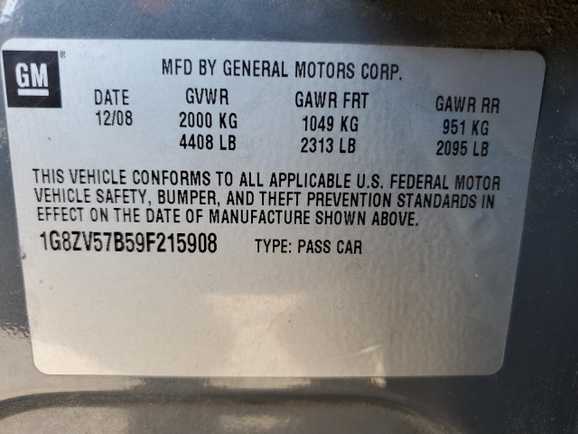 GM ®
MFD BY GENERAL MOTORS CORP.
DATE GVWR GAWR FRT GAWR RR
12/08 2000 KG 1049 KG 951 KG
4408 LB 2313 LB 2095 LB
THIS VEHICLE CONFORMS TO ALL APPLICABLE U.S. FEDERAL MOTOR
VEHICLE SAFETY, BUMPER, AND THEFT PREVENTION STANDARDS IN
EFFECT ON THE DATE OF MANUFACTURE SHOWN ABOVE.
1G8ZV57B59F215908 TYPE: PASS CAR